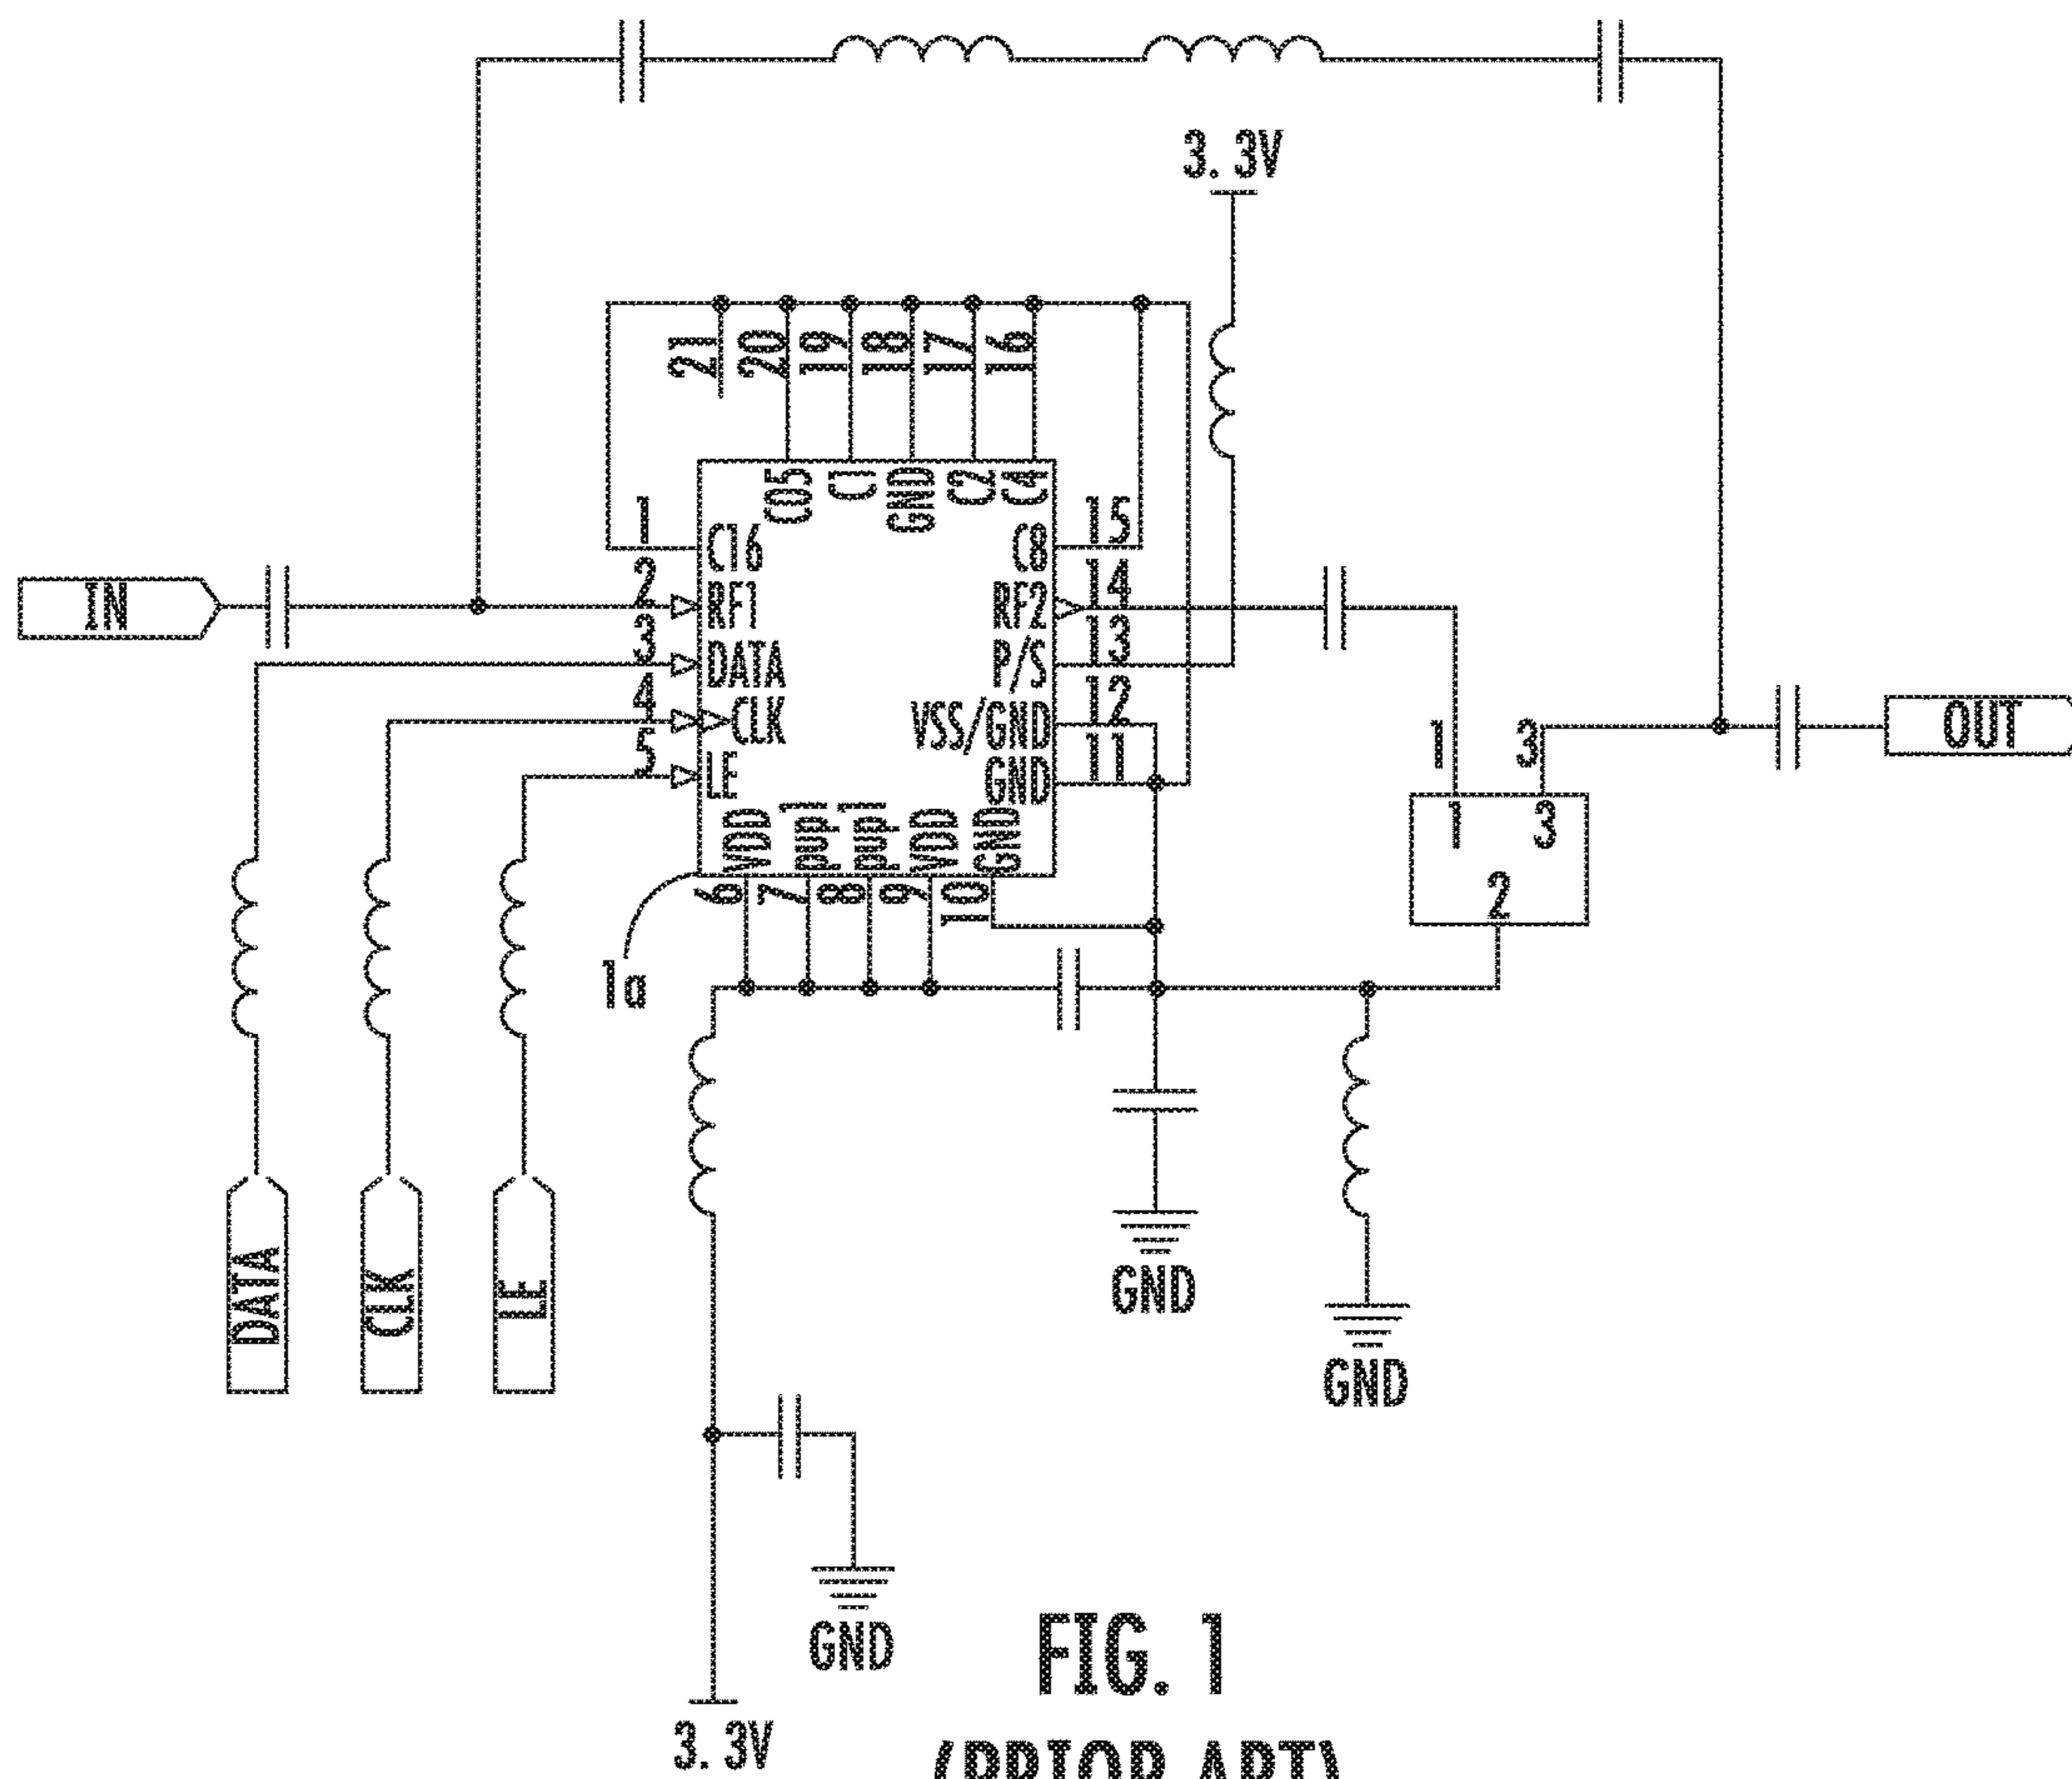 3.3V
21
20
19
18
17
16
C05
C1
GND
C2
C4
1
C16
C8
15
IN
2
RF1
RF2
14
3
DATA
P/S
13
4
CLK
VSS/GND
12
5
LE
GND
11
VDD
PUP1
PUP1
VDD
GND
6
7
8
9
10
1
3
OUT
1
3
2
1a
DATA
CLK
LE
GND
GND
GND
3.3V
FIG. 1
(PRIOR ART)